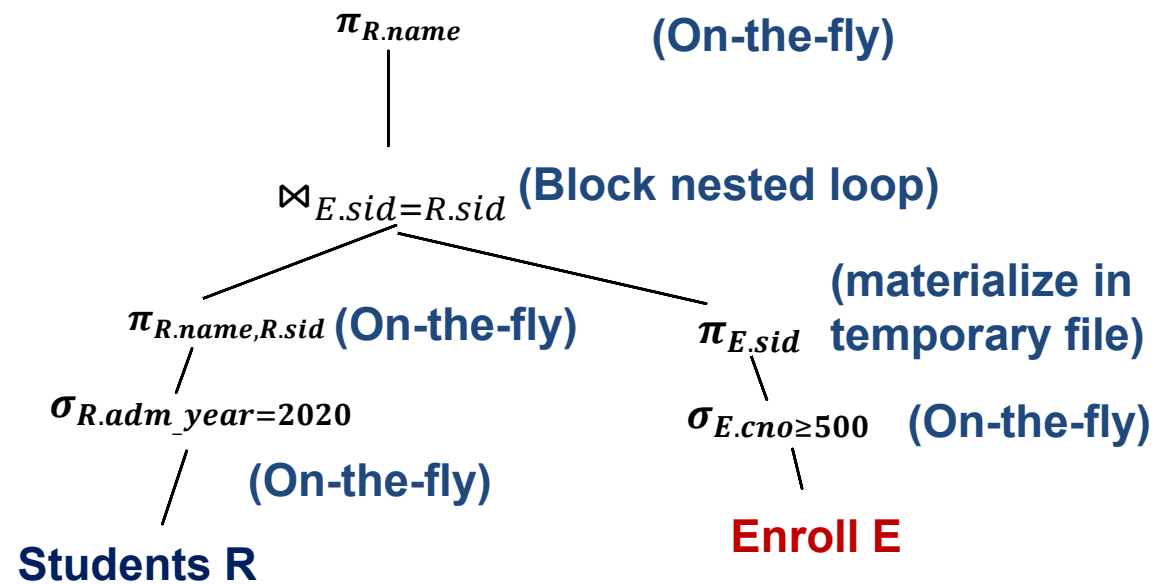 π R.name (On-the-fly)
⋈ E.sid=R.sid (Block nested loop)
π R.name,R.sid (On-the-fly)
π E.sid (materialize in
temporary file)
σ R.adm_year=2020
(On-the-fly)
σ E.cno≥500 (On-the-fly)
Students R
Enroll E